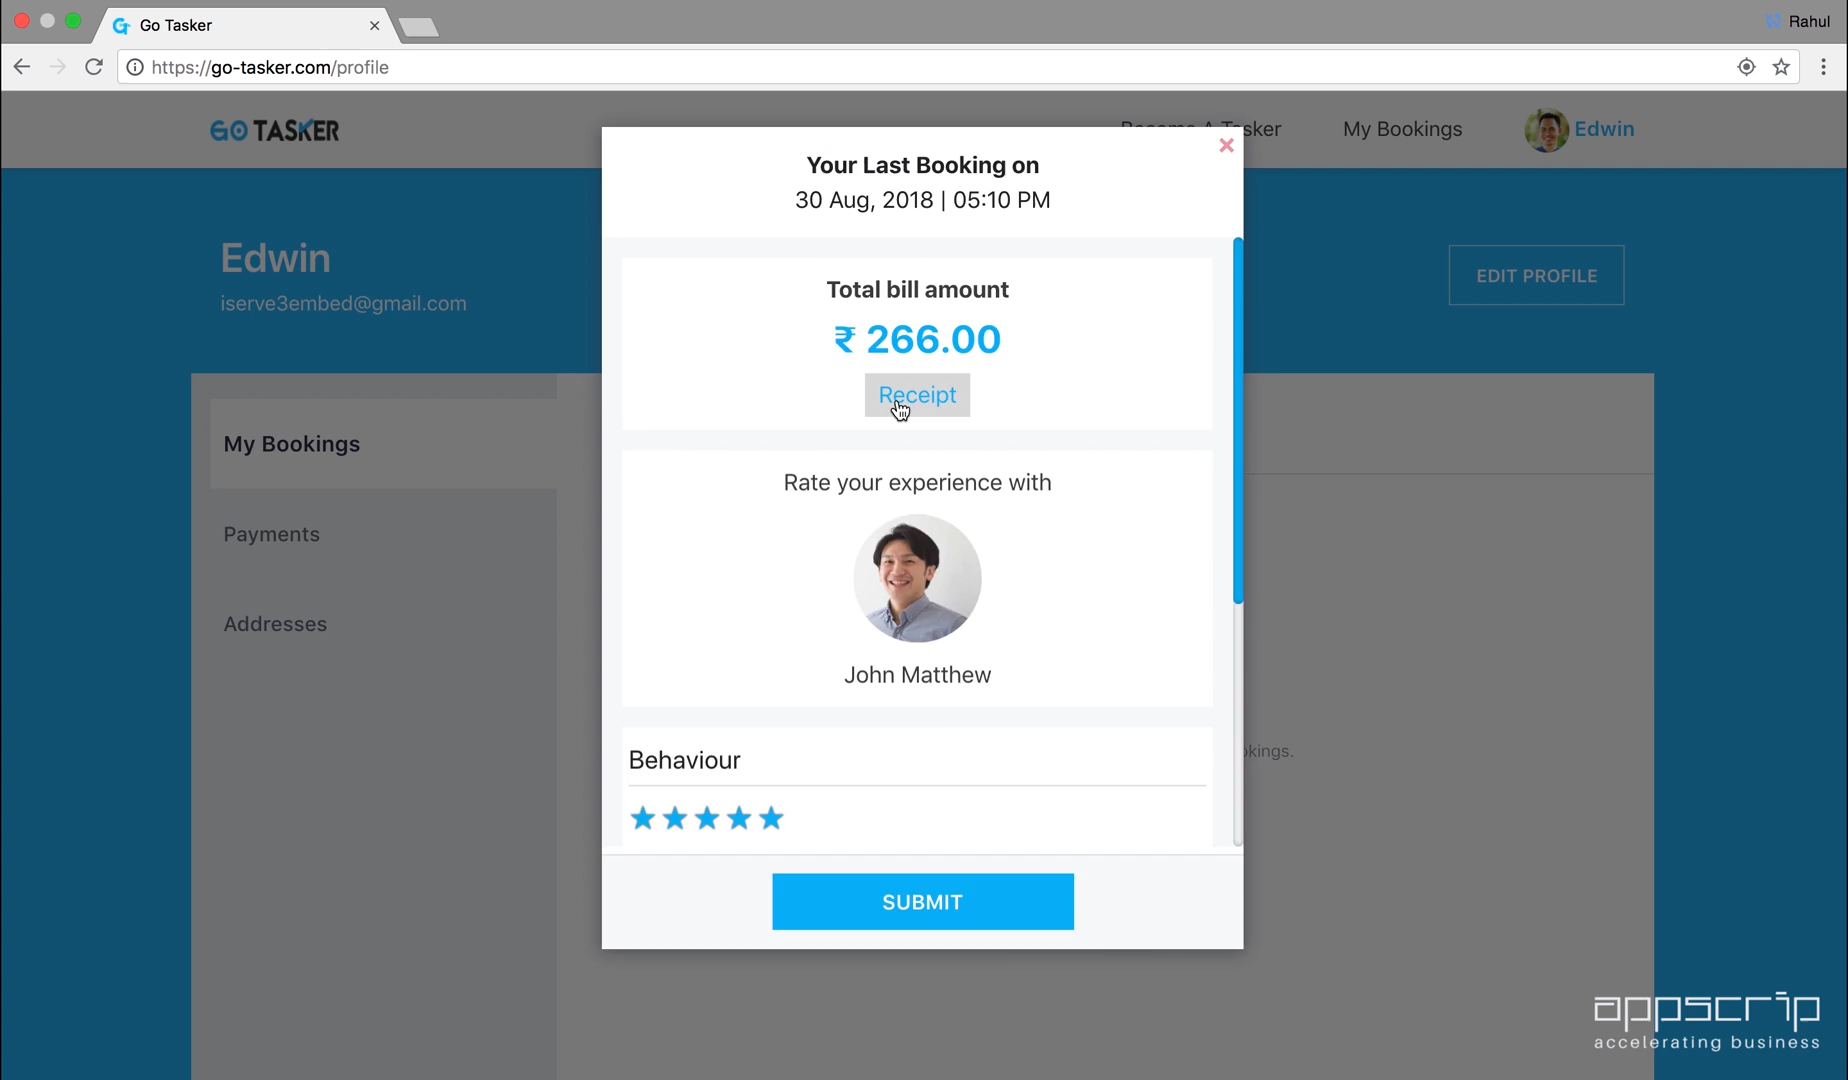 Go Tasker
Rahul
https://go-tasker.com/profile
GO TASKER
My Bookings
Edwin
Your Last Booking on
30 Aug, 2018 | 05:10 PM
Edwin
iserve3embed@gmail.com
EDIT PROFILE
Total bill amount
₹ 266.00
Receipt
My Bookings
Payments
Addresses
Rate your experience with
John Matthew
Behaviour
SUBMIT
appscrip
accelerating business